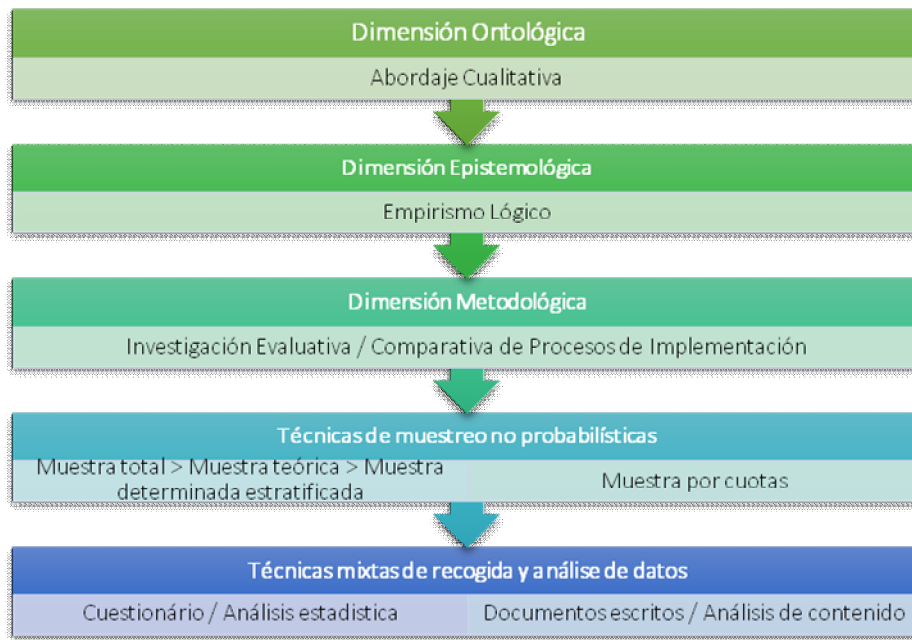 Dimensión Ontológica
Abordaje Cualitativa
Dimensión Epistemológica
Empirismo Lógico
Dimensión Metodológica
Investigación Evaluativa / Comparativa de Procesos de Implementación
Técnicas de muestreo no probabilísticas
Muestra total > Muestra teórica > Muestra
determinada estratificada
Muestra por cuotas
Técnicas mixtas de recogida y análise de datos
Cuestionário / Análisis estadistica
Documentos escritos / Análisis de contenido